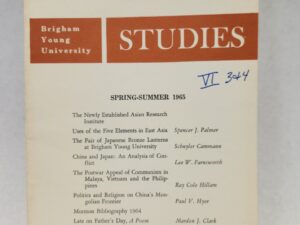 Brigham
Young
University
STUDIES
VI 3+4
SPRING-SUMMER 1965
The Newly Established Asian Research
Institute
Uses of the Five Elements in East Asia Spencer J. Palmer
The Pair of Japanese Bronze Lanterns
at Brigham Young University Schuyler Cammann
China and Japan: An Analysis of Con-
flict Lee W. Farnsworth
The Postwar Appeal of Communism in
Malaya, Vietnam and the Philip-
pines Ray Cole Hillam
Politics and Religion on China's Mon-
golian Frontier Paul V. Hyer
Mormon Bibliography 1964
Late on Father's Day, A Poem Marden J. Clark